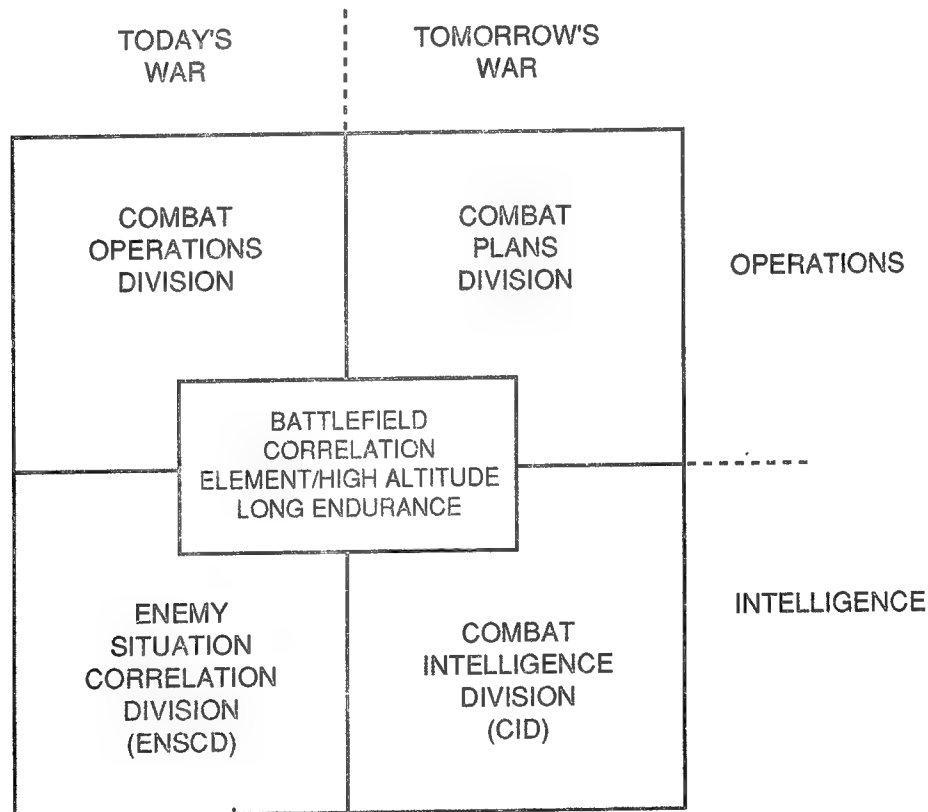 TODAY'S
WAR
TOMORROW'S
WAR
COMBAT
OPERATIONS
DIVISION
COMBAT
PLANS
DIVISION
OPERATIONS
BATTLEFIELD
CORRELATION
ELEMENT/HIGH ALTITUDE
LONG ENDURANCE
ENEMY
SITUATION
CORRELATION
DIVISION
(ENSCD)
COMBAT
INTELLIGENCE
DIVISION
(CID)
INTELLIGENCE